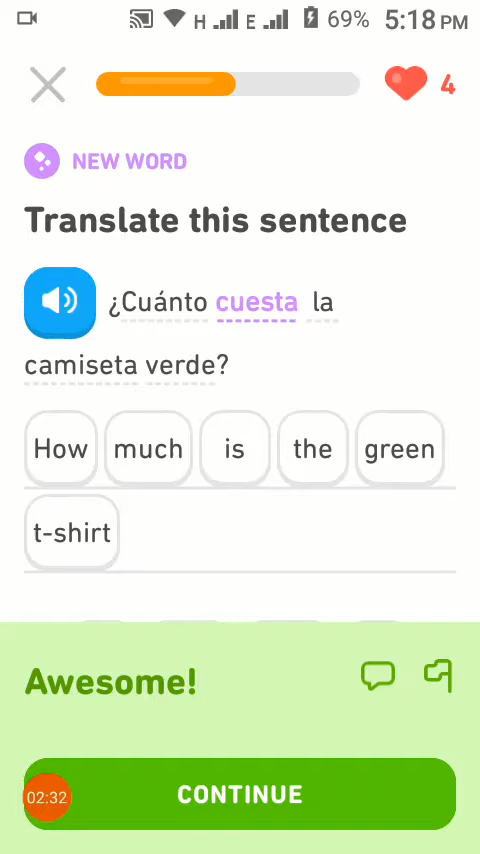 H E 69% 5:18 PM
4
NEW WORD
Translate this sentence
¿Cuánto cuesta la
camiseta verde?
How much is the green
t-shirt
Awesome!
02:32 CONTINUE